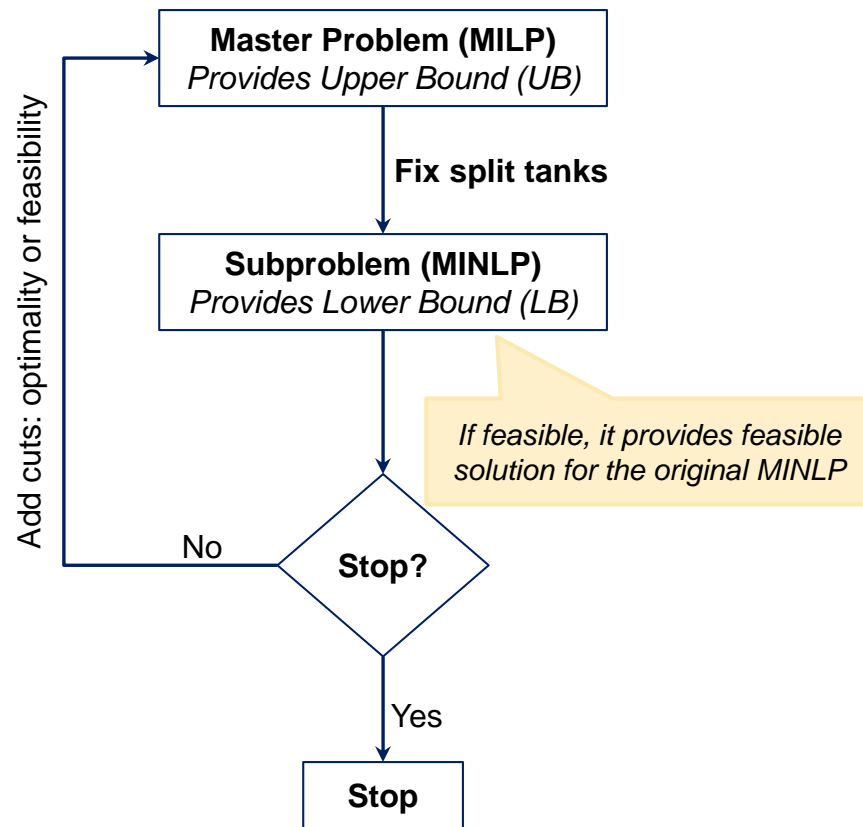 Master Problem (MILP)
Provides Upper Bound (UB)
Fix split tanks
Subproblem (MINLP)
Provides Lower Bound (LB)
If feasible, it provides feasible
solution for the original MINLP
Add cuts: optimality or feasibility
No
Stop?
Yes
Stop